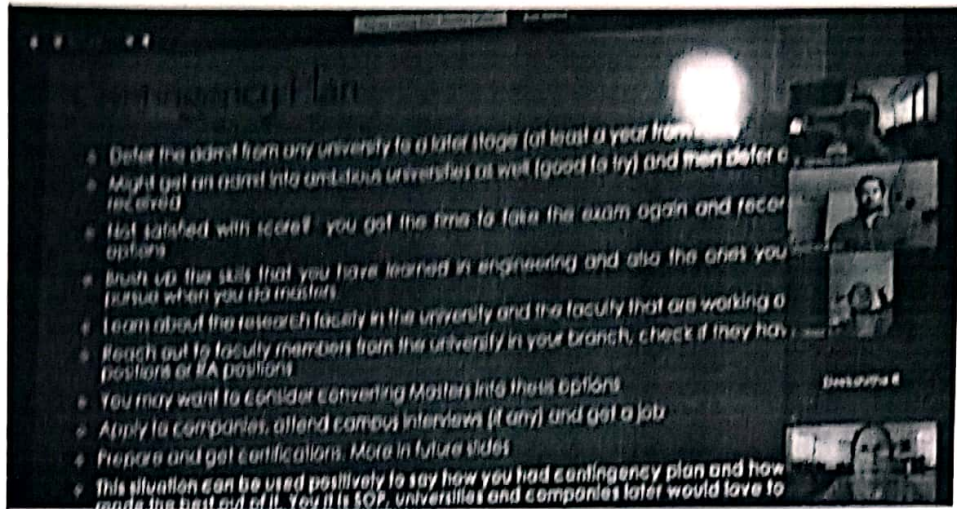 Contingency Plan
Defer the admit from any university to a later stage (at least a year from
Might get an admit into ambitious universities as well (good to try) and then defer
received
Not satisfied with score? you got the time to take the exam again and
options
Brush up the skills that you have learned in engineering and also the ones you
pursue when you do masters
Learn about the research facility in the university and the faculty that are working
Reach out to faculty members from the university in your branch, check if they
positions or RA positions
You may want to consider converting Masters into thesis options
Apply to companies, attend campus interviews (if any) and get a job
Prepare and get certifications. More in future slides
This situation can be used positively to say how you had contingency plan and how
made the best out of it. You it is SOP, universities and companies later would love to